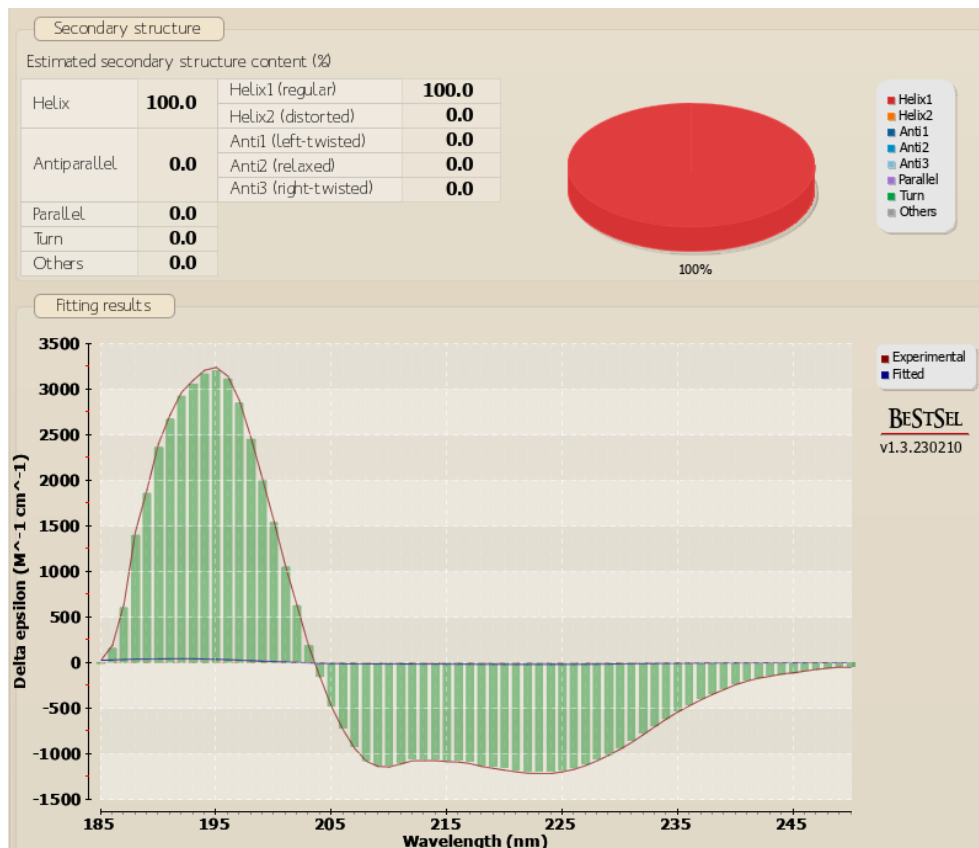 Secondary structure
Estimated secondary structure content (%)
Helix 100.0
Helix1 (regular) 100.0
Helix2 (distorted) 0.0
Antiparallel 0.0
Anti1 (left-twisted) 0.0
Anti2 (relaxed) 0.0
Anti3 (right-twisted) 0.0
Parallel 0.0
Turn 0.0
Others 0.0
100%
Helix1
Helix2
Anti1
Anti2
Anti3
Parallel
Turn
Others
Fitting results
Delta epsilon (M^-1 cm^-1)
3500
3000
2500
2000
1500
1000
500
0
-500
-1000
-1500
185 195 205 215 225 235 245
Wavelength (nm)
Experimental
Fitted
BESTSEL
v1.3.230210